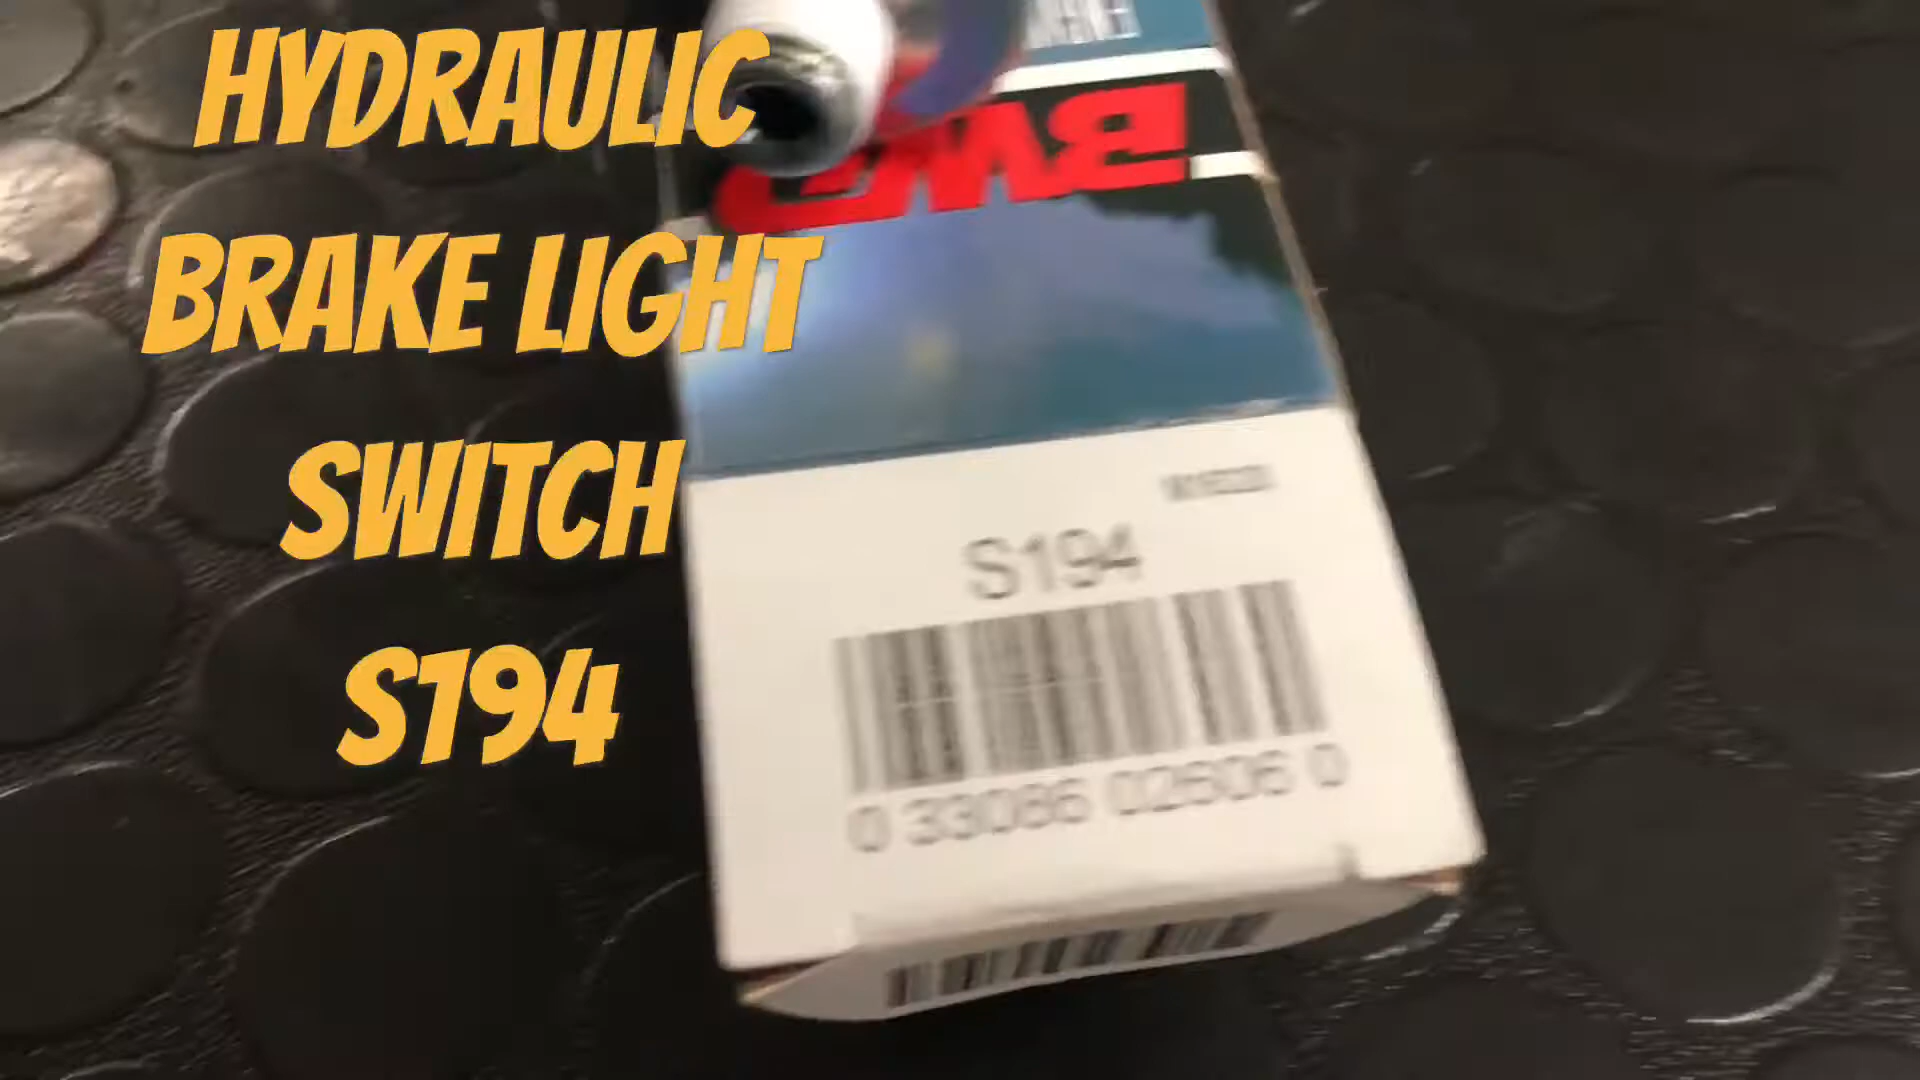 HYDRAULIC
BRAKE LIGHT
SWITCH
S194
BWD
S194
0 33086 02606 0